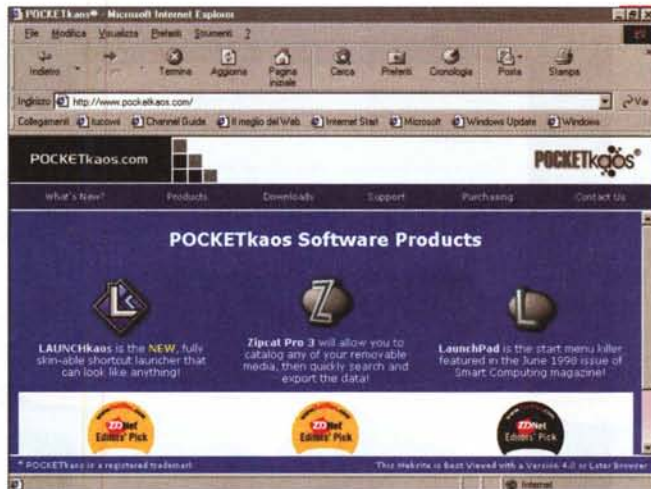 POCKETkaos® - Microsoft Internet Explorer
File Modifica Visualizza Preferiti Strumenti ?
Indietro Termina Aggiorna Pagina iniziale Cerca Preferiti Cronologia Posta Stampa
Indirizzo http://www.pocketkaos.com/ Vai
Collegamenti tucows Channel Guide Il meglio del Web Internet Start Microsoft Windows Update Windows
POCKETkaos.com
POCKETkaos®
What's New? Products Downloads Support Purchasing Contact Us
POCKETkaos Software Products
LAUNCHkaos is the NEW, fully
skin-able shortcut launcher that
can look like anything!
Zipcat Pro 3 will allow you to
catalog any of your removable
media, then quickly search and
export the data!
LaunchPad is the start menu killer
featured in the June 1998 issue of
Smart Computing magazine!
ZDNet
Editors' Pick
ZDNet
Editors' Pick
ZDNet
Editors' Pick
* POCKETkaos is a registered trademark
This Website is Best Viewed with a Version 4.0 or Later Browser
Internet